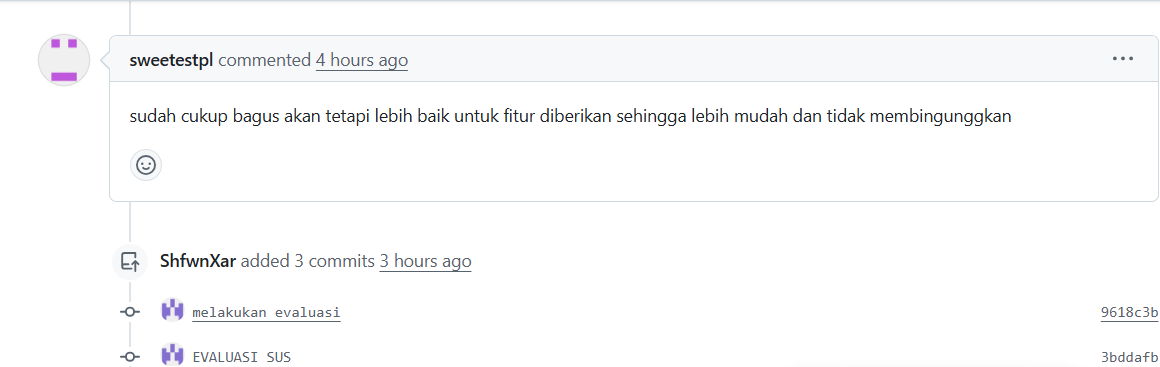 sweetestpl commented 4 hours ago
sudah cukup bagus akan tetapi lebih baik untuk fitur diberikan sehingga lebih mudah dan tidak membingunggkan
ShfwnXar added 3 commits 3 hours ago
melakukan evaluasi 9618c3b
EVALUASI SUS 3bddafb